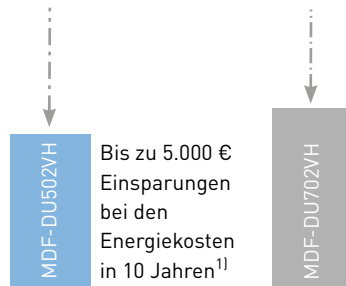 MDF-DU502VH
Bis zu 5.000 €
Einsparungen
bei den
Energiekosten
in 10 Jahren¹⁾
MDF-DU702VH